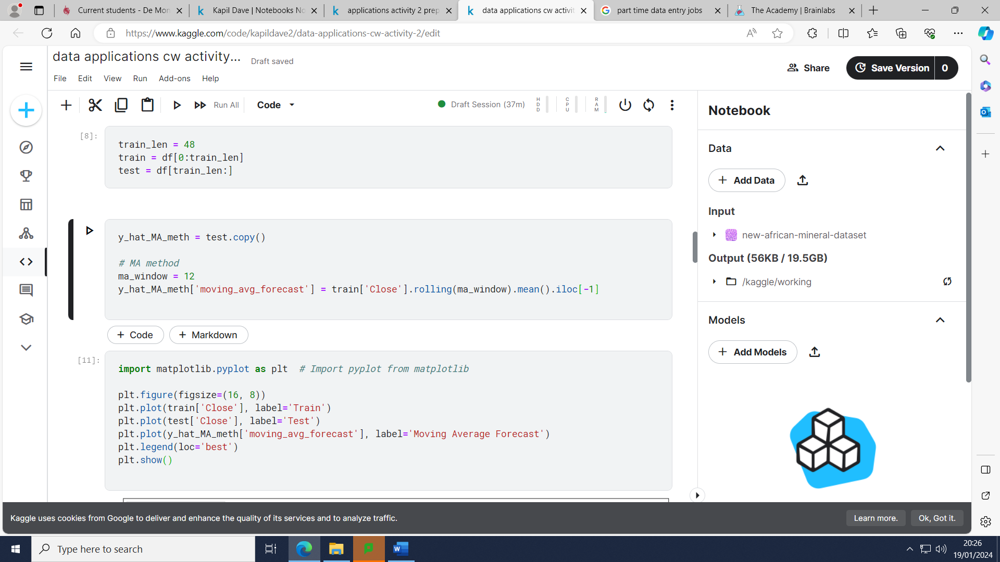 Current students - De Mon
Kapil Dave | Notebooks No
applications activity 2 prep
data applications cw activit
part time data entry jobs
The Academy | Brainlabs
https://www.kaggle.com/code/kapildave2/data-applications-cw-activity-2/edit
data applications cw activity...
Draft saved
Share
Save Version
0
File
Edit
View
Run
Add-ons
Help
Run All
Code
Draft Session (37m)
HDD
CPU
RAM
Notebook
[8]:
train_len = 48
train = df[0:train_len]
test = df[train_len:]
y_hat_MA_meth = test.copy()
# MA method
ma_window = 12
y_hat_MA_meth['moving_avg_forecast'] = train['Close'].rolling(ma_window).mean().iloc[-1]
+ Code
+ Markdown
[11]:
import matplotlib.pyplot as plt  # Import pyplot from matplotlib
plt.figure(figsize=(16, 8))
plt.plot(train['Close'], label='Train')
plt.plot(test['Close'], label='Test')
plt.plot(y_hat_MA_meth['moving_avg_forecast'], label='Moving Average Forecast')
plt.legend(loc='best')
plt.show()
Data
+ Add Data
Input
new-african-mineral-dataset
Output (56KB / 19.5GB)
/kaggle/working
Models
+ Add Models
Kaggle uses cookies from Google to deliver and enhance the quality of its services and to analyze traffic.
Learn more.
Ok, Got it.
Type here to search
20:26
19/01/2024